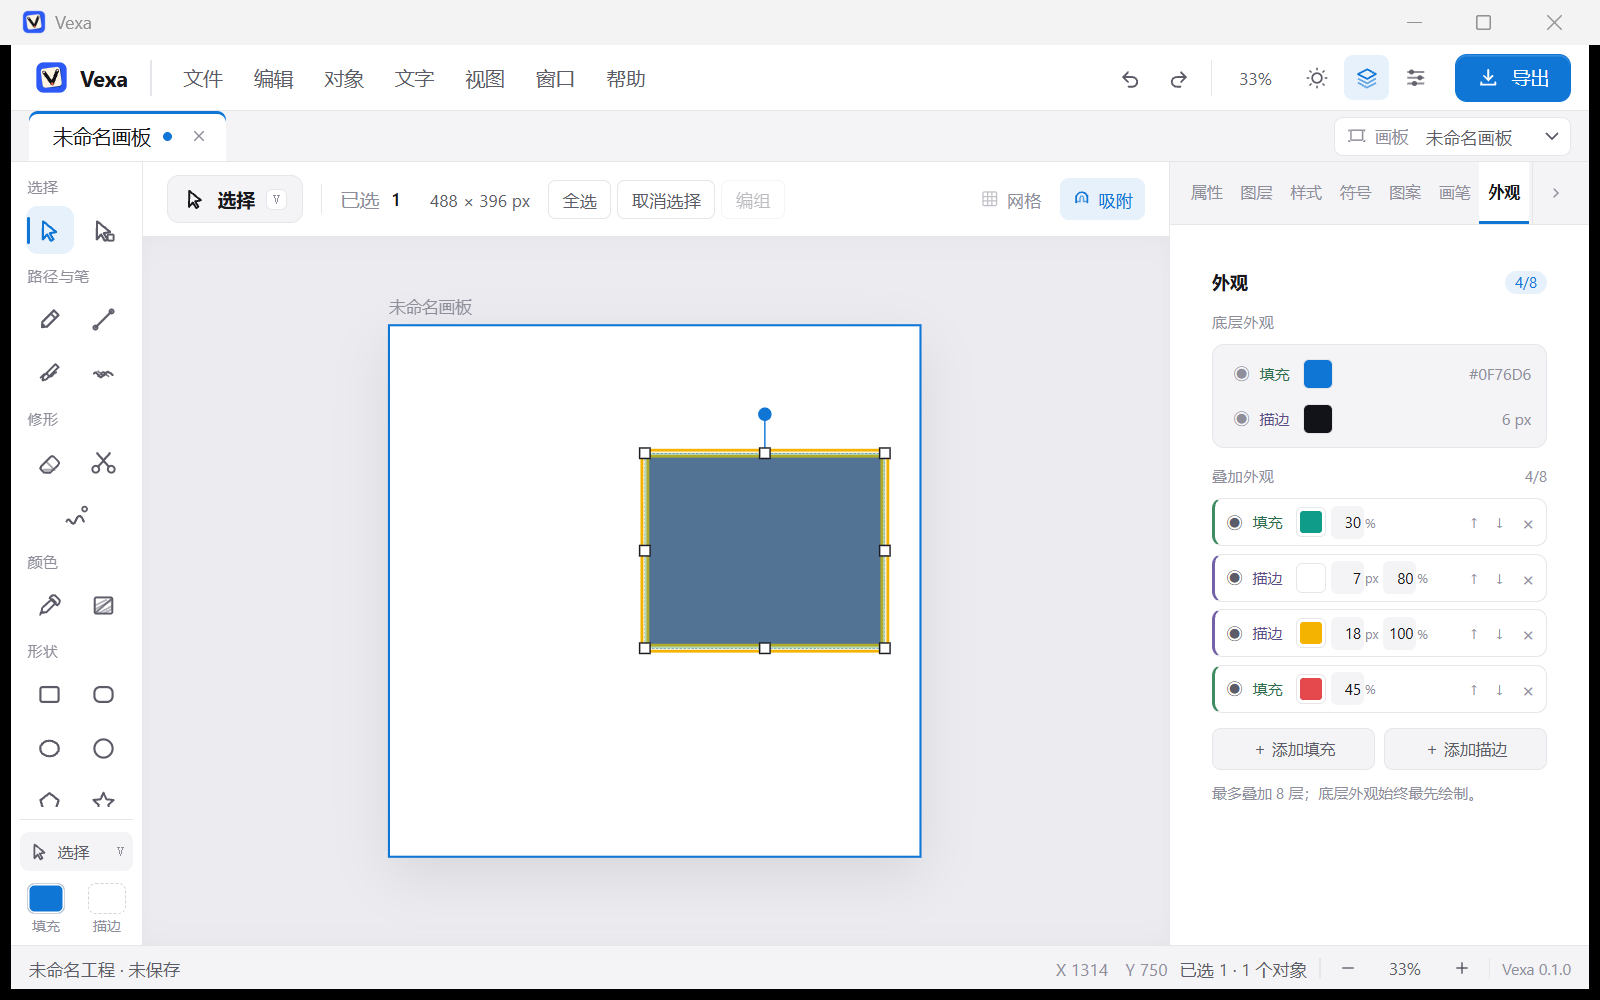 Vexa
Vexa
文件 编辑 对象 文字 视图 窗口 帮助
33%
导出
未命名画板
画板 未命名画板
选择
选择 V
已选 1
488 × 396 px
全选
取消选择
编组
网格
吸附
属性 图层 样式 符号 图案 画笔 外观
路径与笔
修形
颜色
形状
选择 V
填充
描边
未命名画板
外观
4/8
底层外观
填充 #0F76D6
描边 6 px
叠加外观 4/8
填充 30 %
描边 7 px 80 %
描边 18 px 100 %
填充 45 %
+ 添加填充
+ 添加描边
最多叠加 8 层；底层外观始终最先绘制。
未命名工程 · 未保存
X 1314 Y 750 已选 1 · 1 个对象
33%
Vexa 0.1.0